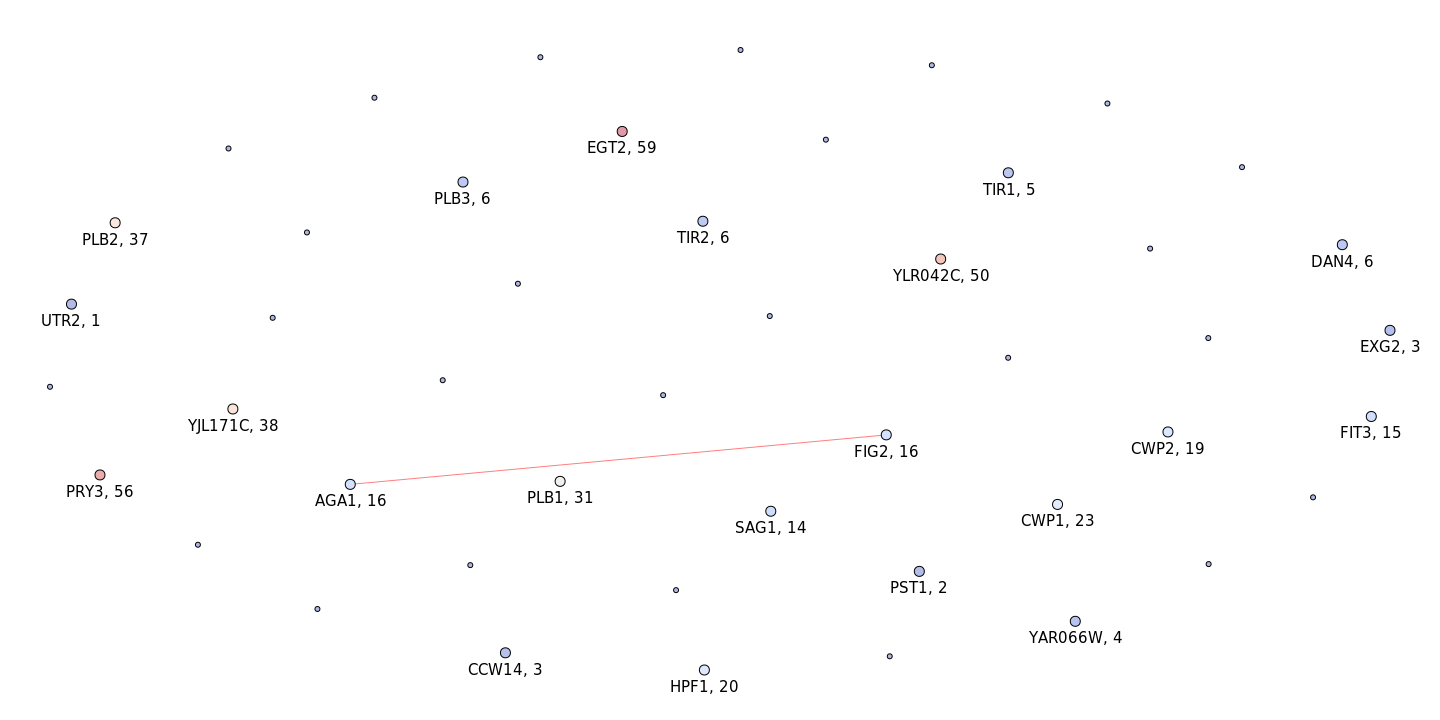 EGT2, 59
TIR1, 5
PLB3, 6
TIR2, 6
PLB2, 37
DAN4, 6
YLR042C, 50
UTR2, 1
EXG2, 3
YJL171C, 38
FIT3, 15
CWP2, 19
FIG2, 16
PRY3, 56
PLB1, 31
AGA1, 16
CWP1, 23
SAG1, 14
PST1, 2
YAR066W, 4
CCW14, 3
HPF1, 20